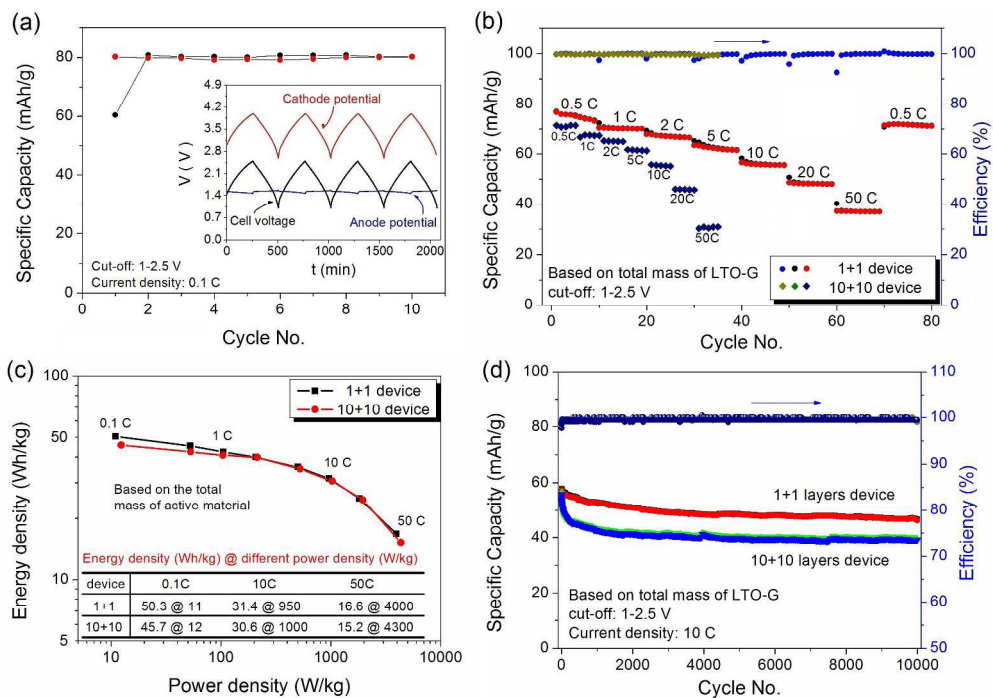 (a)
Specific Capacity (mAh/g)
100
80
60
40
20
0
0
2
4
6
8
10
Cycle No.
Cut-off: 1-2.5 V
Current density: 0.1 C
V ( V )
4.9
4.2
3.5
2.8
2.1
1.4
0.7
0.0
0
500
1000
1500
2000
t (min)
Cathode potential
Cell voltage
Anode potential
(b)
Specific Capacity (mAh/g)
120
100
80
60
40
20
0
0
20
40
60
80
Cycle No.
Efficiency (%)
120
100
80
60
40
20
0
0.5 C
1 C
2 C
5 C
10 C
20 C
50 C
0.5 C
0.5C
1C
2C
5C
10C
20C
50C
Based on total mass of LTO-G
cut-off: 1-2.5 V
1+1 device
10+10 device
(c)
Energy density (Wh/kg)
100
50
10
5
10
100
1000
10000
Power density (W/kg)
1+1 device
10+10 device
0.1 C
1 C
10 C
50 C
Based on the total
mass of active material
Energy density (Wh/kg) @ different power density (W/kg)
device 0.1C 10C 50C
1+1 50.3 @ 11 31.4 @ 950 16.6 @ 4000
10+10 45.7 @ 12 30.6 @ 1000 15.2 @ 4300
(d)
Specific Capacity (mAh/g)
100
80
60
40
20
0
0
2000
4000
6000
8000
10000
Cycle No.
Efficiency (%)
110
100
90
80
70
60
50
1+1 layers device
10+10 layers device
Based on total mass of LTO-G
cut-off: 1-2.5 V
Current density: 10 C